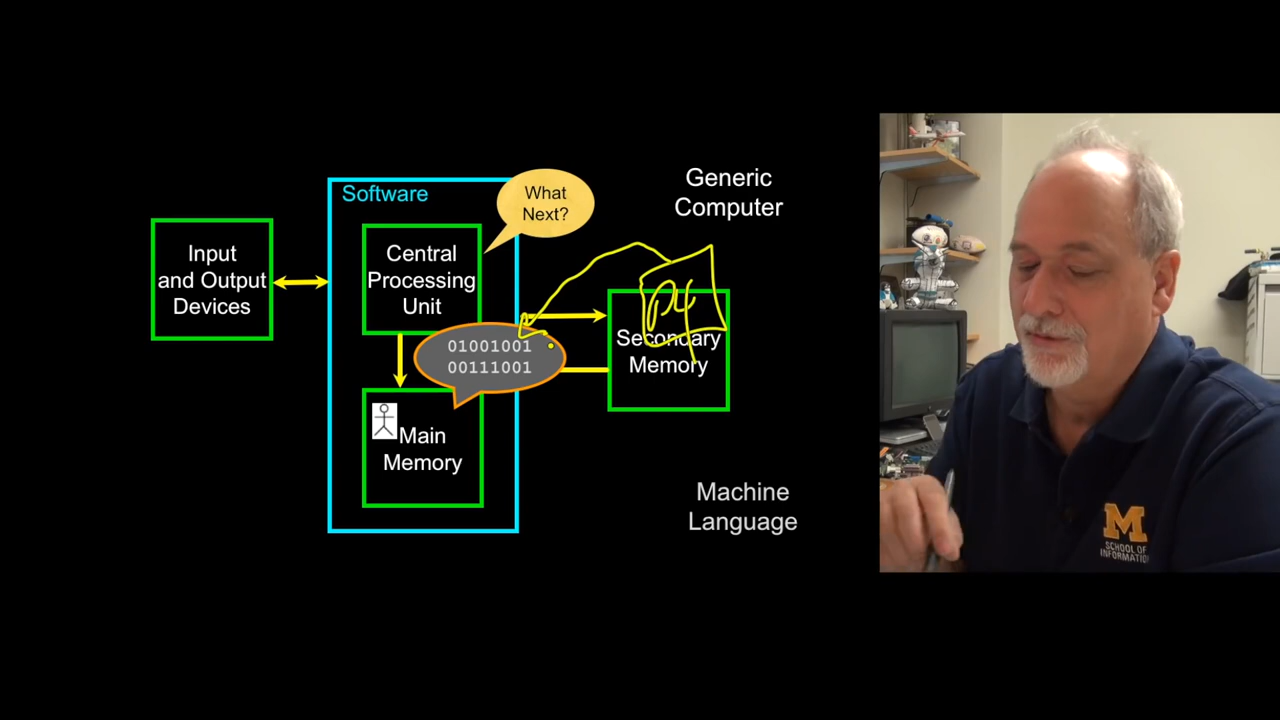 Software
What
Next?
Generic
Computer
Input
and Output
Devices
Central
Processing
Unit
py
Secondary
Memory
01001001
00111001
Main
Memory
Machine
Language
M
SCHOOL OF
INFORMATION